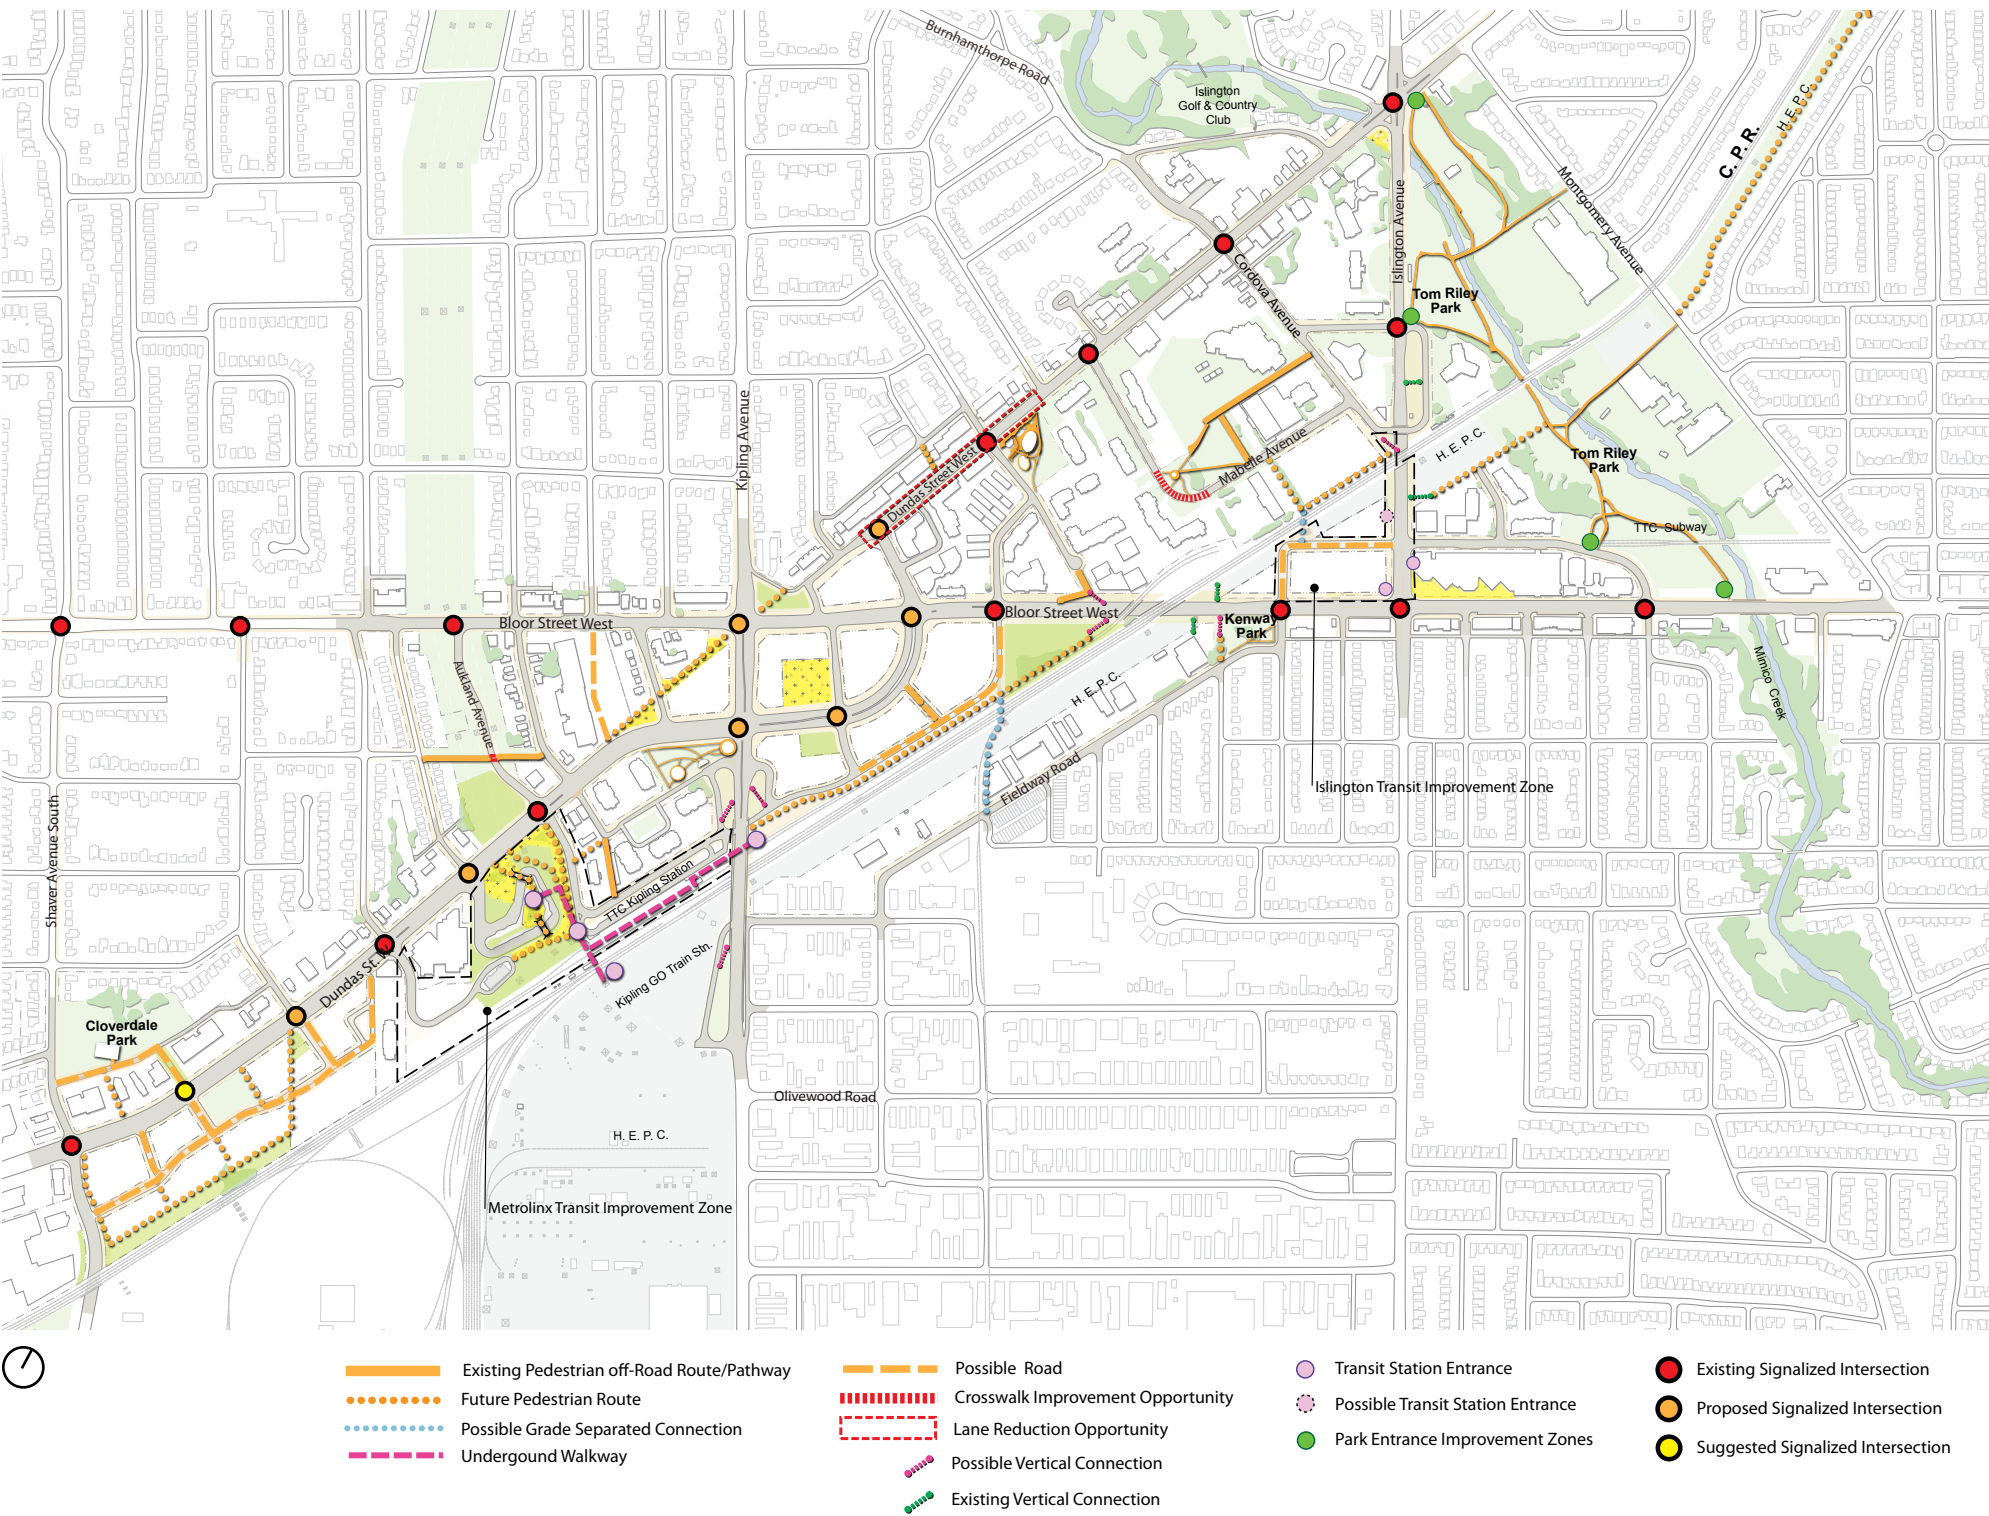 Burnhamthorpe Road
Islington
Golf & Country
Club
H. E. P. C.
C. P. R.
Montgomery Avenue
Islington Avenue
Cordova Avenue
Tom Riley
Park
Kipling Avenue
Dundas Street West
Mabelle Avenue
H. E. P. C.
Tom Riley
Park
TTC Subway
Bloor Street West
Bloor Street West
Kenway
Park
Aukland Avenue
H. E. P. C.
Mimico Creek
Fieldway Road
Islington Transit Improvement Zone
Shaver Avenue South
TTC Kipling Station
Kipling GO Train Stn.
Dundas St.
Cloverdale
Park
Olivewood Road
H. E. P. C.
Metrolinx Transit Improvement Zone
Existing Pedestrian off-Road Route/Pathway
Future Pedestrian Route
Possible Grade Separated Connection
Undergound Walkway
Possible Road
Crosswalk Improvement Opportunity
Lane Reduction Opportunity
Possible Vertical Connection
Existing Vertical Connection
Transit Station Entrance
Possible Transit Station Entrance
Park Entrance Improvement Zones
Existing Signalized Intersection
Proposed Signalized Intersection
Suggested Signalized Intersection